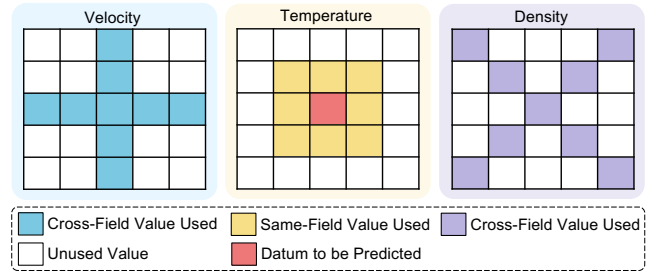 Velocity
Temperature
Density
Cross-Field Value Used
Same-Field Value Used
Cross-Field Value Used
Unused Value
Datum to be Predicted